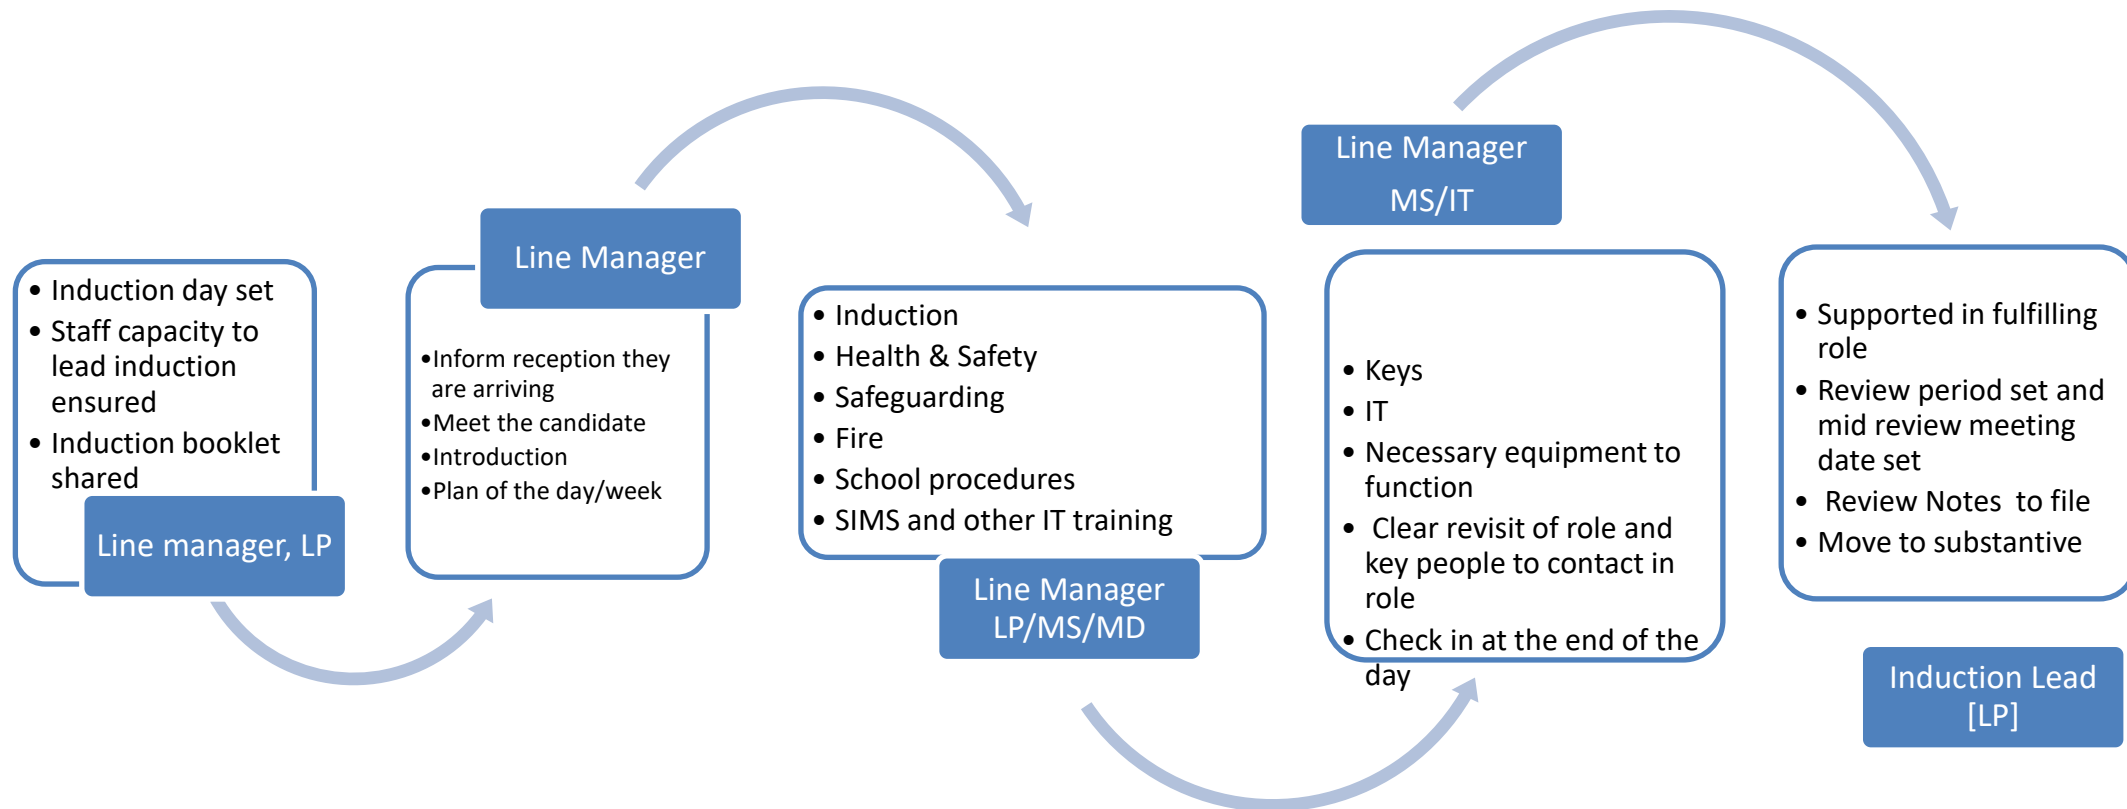 • Induction day set
• Staff capacity to
lead induction
ensured
• Induction booklet
shared
Line manager, LP
Line Manager
•Inform reception they
are arriving
•Meet the candidate
•Introduction
•Plan of the day/week
• Induction
• Health & Safety
• Safeguarding
• Fire
• School procedures
• SIMS and other IT training
Line Manager
LP/MS/MD
Line Manager
MS/IT
• Keys
• IT
• Necessary equipment to
function
• Clear revisit of role and
key people to contact in
role
• Check in at the end of the
day
• Supported in fulfilling
role
• Review period set and
mid review meeting
date set
• Review Notes to file
• Move to substantive
Induction Lead
[LP]